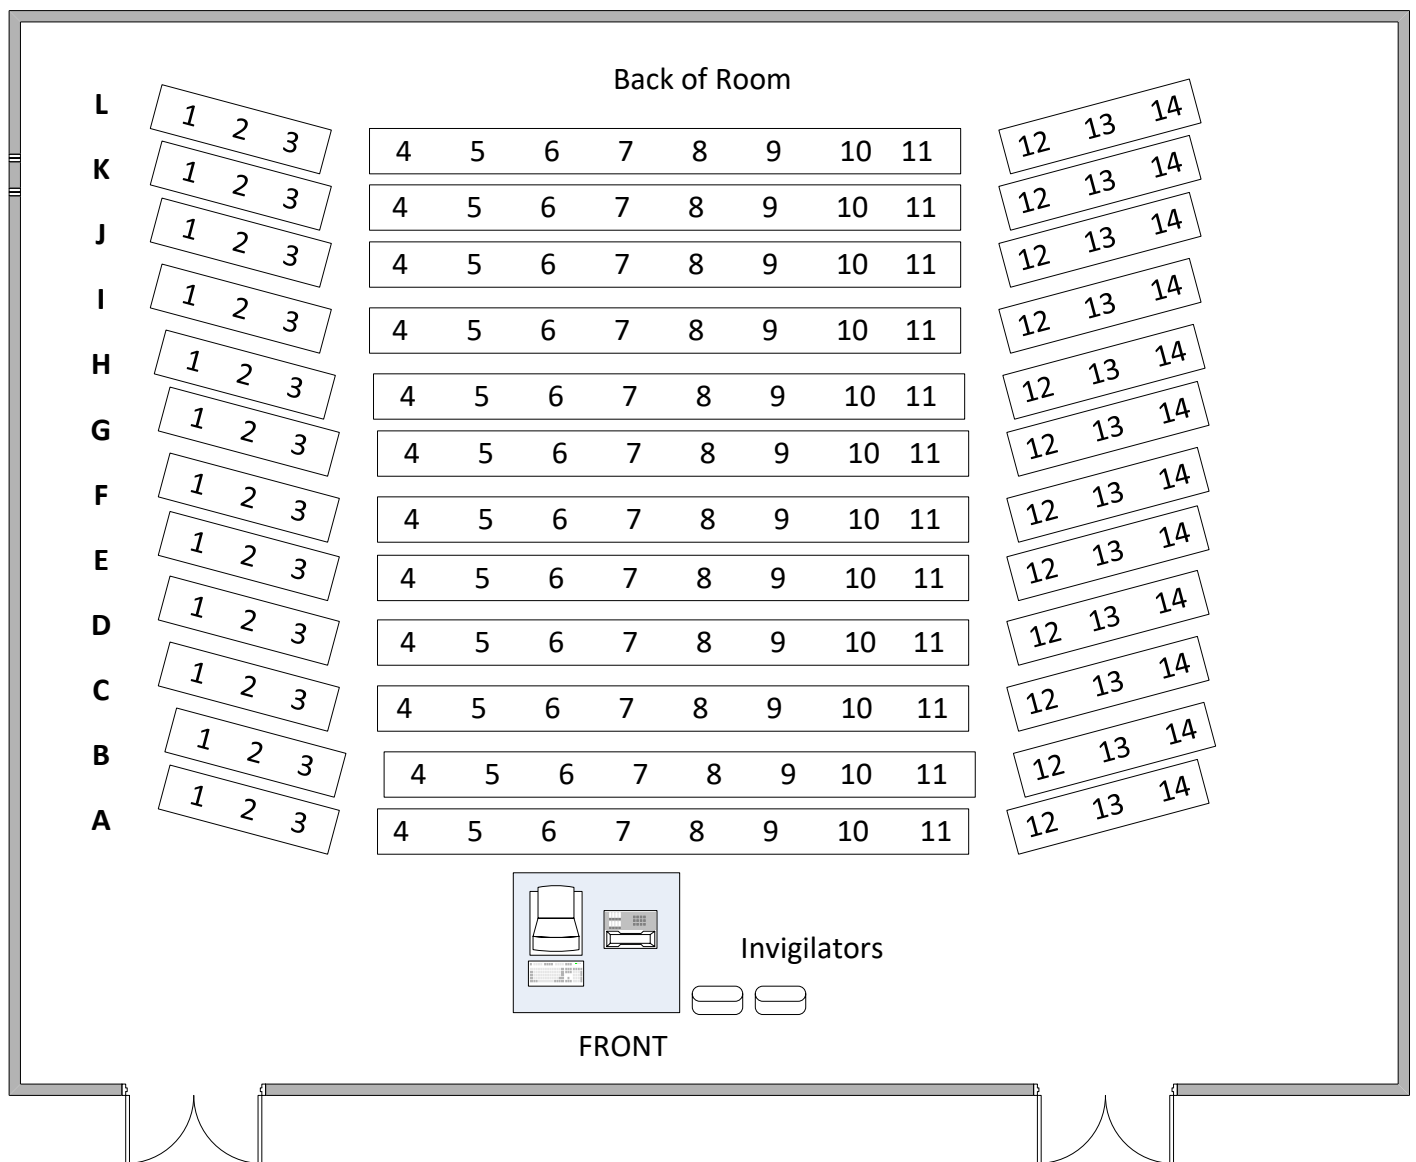 Back of Room
L 1 2 3 4 5 6 7 8 9 10 11 12 13 14
K 1 2 3 4 5 6 7 8 9 10 11 12 13 14
J 1 2 3 4 5 6 7 8 9 10 11 12 13 14
I 1 2 3 4 5 6 7 8 9 10 11 12 13 14
H 1 2 3 4 5 6 7 8 9 10 11 12 13 14
G 1 2 3 4 5 6 7 8 9 10 11 12 13 14
F 1 2 3 4 5 6 7 8 9 10 11 12 13 14
E 1 2 3 4 5 6 7 8 9 10 11 12 13 14
D 1 2 3 4 5 6 7 8 9 10 11 12 13 14
C 1 2 3 4 5 6 7 8 9 10 11 12 13 14
B 1 2 3 4 5 6 7 8 9 10 11 12 13 14
A 1 2 3 4 5 6 7 8 9 10 11 12 13 14
Invigilators
FRONT